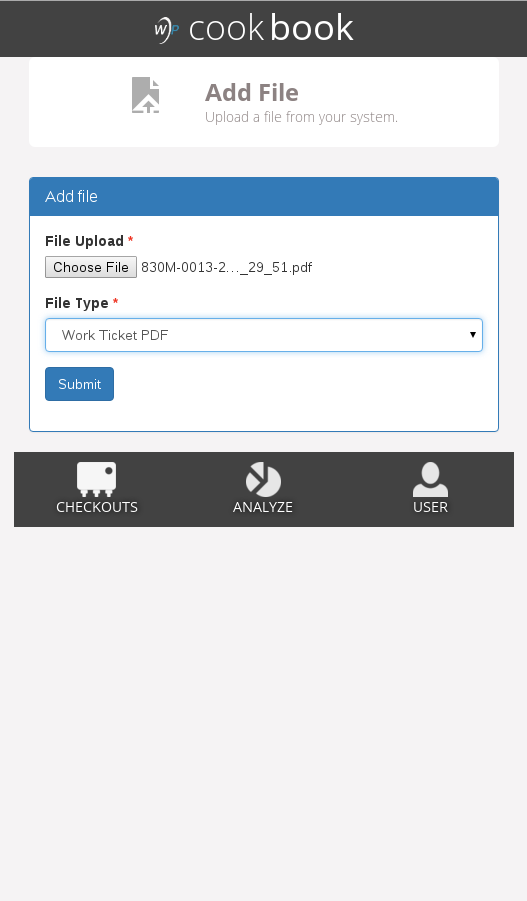 WP cookbook
Add File
Upload a file from your system.
Add file
File Upload *
Choose File 830M-0013-2…_29_51.pdf
File Type *
Work Ticket PDF
Submit
CHECKOUTS ANALYZE USER